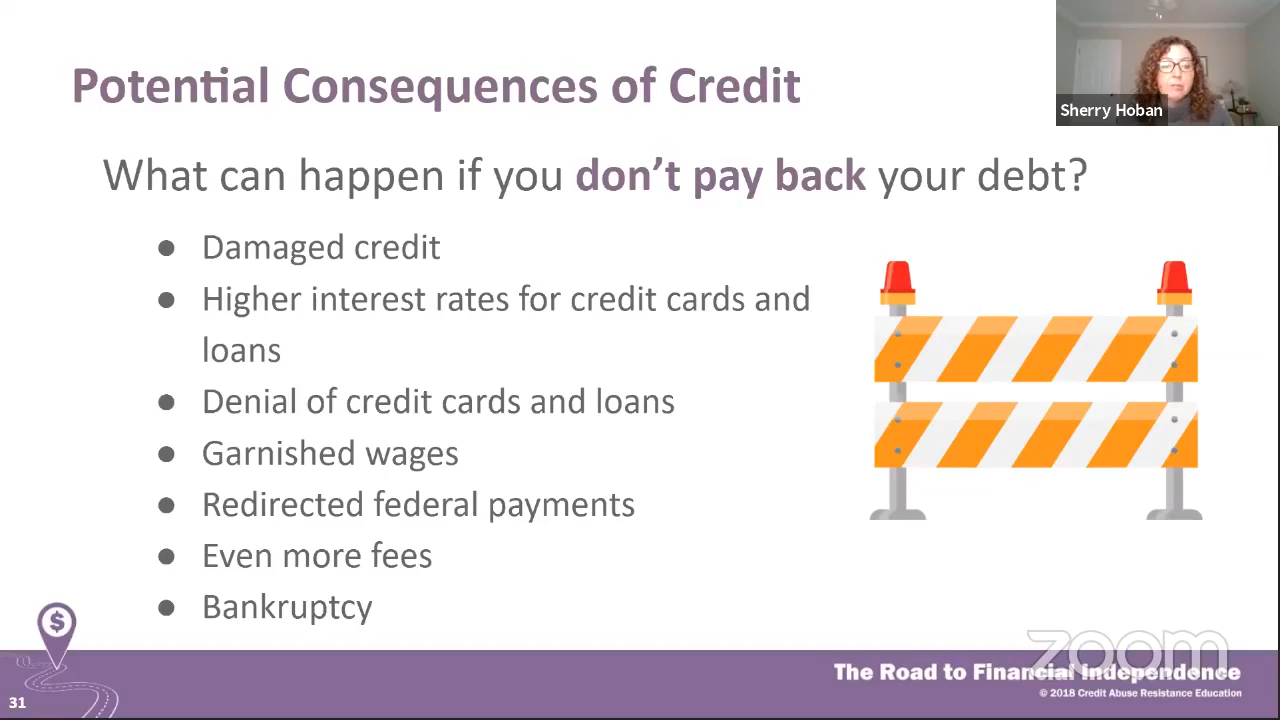 Potential Consequences of Credit
Sherry Hoban
What can happen if you don't pay back your debt?
● Damaged credit
● Higher interest rates for credit cards and
loans
● Denial of credit cards and loans
● Garnished wages
● Redirected federal payments
● Even more fees
● Bankruptcy
$
zoom
The Road to Financial Independence
© 2018 Credit Abuse Resistance Education
31